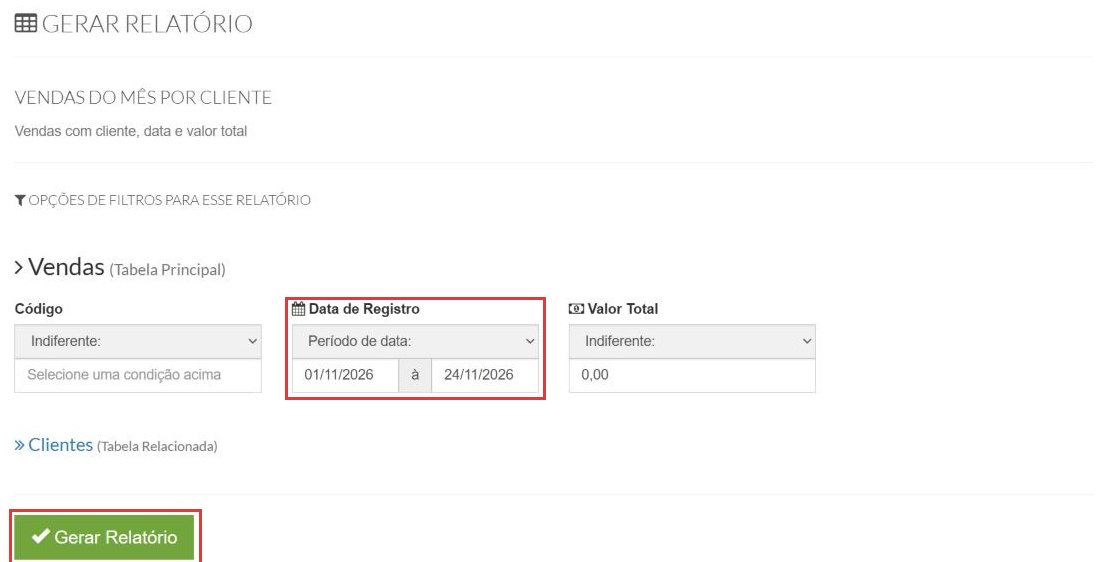 GERAR RELATÓRIO
VENDAS DO MÊS POR CLIENTE
Vendas com cliente, data e valor total
OPÇÕES DE FILTROS PARA ESSE RELATÓRIO
Vendas (Tabela Principal)
Código
Indiferente:
Selecione uma condição acima
Data de Registro
Período de data:
01/11/2026 à 24/11/2026
Valor Total
Indiferente:
0,00
Clientes (Tabela Relacionada)
Gerar Relatório